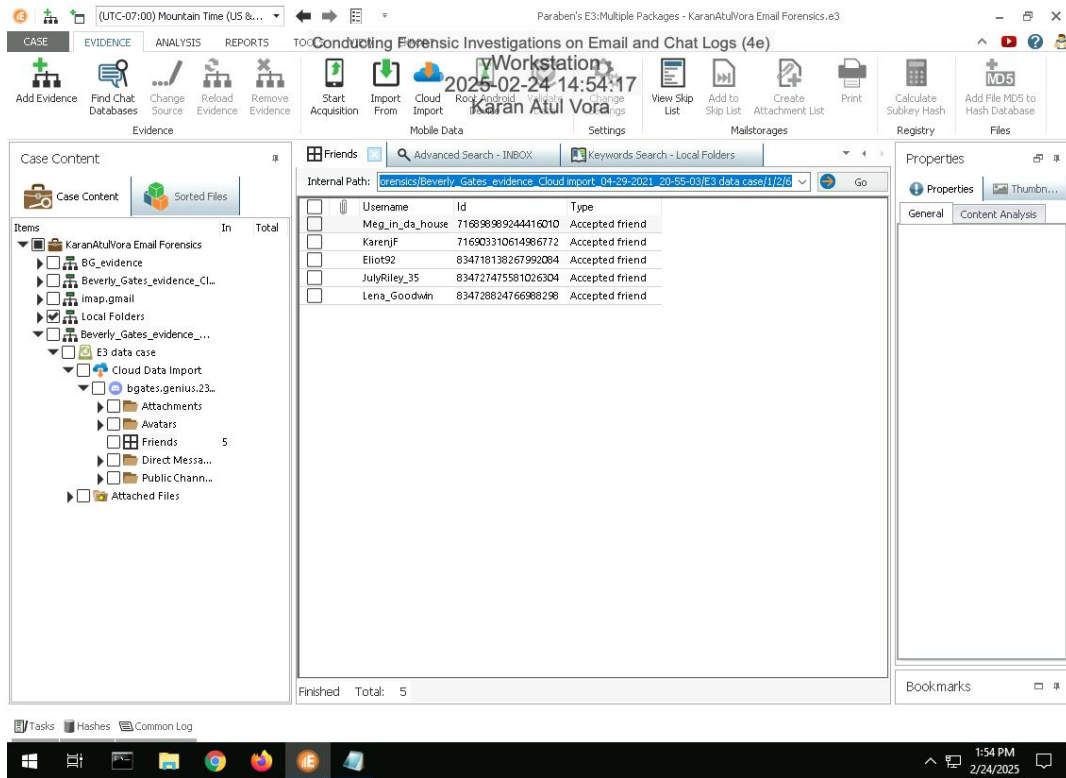 (UTC-07:00) Mountain Time (US &...
Paraben's E3:Multiple Packages - KaranAtulVora Email Forensics.e3
CASE EVIDENCE ANALYSIS REPORTS
Conducting Forensic Investigations on Email and Chat Logs (4e)
vWorkstation
2025-02-24 14:54:17
Karan Atul Vora
Add Evidence
Find Chat Databases
Change Source
Reload Evidence
Remove Evidence
Start Acquisition
Import From
Cloud Import
Root Android
View Skip List
Add to Skip List
Create Attachment List
Print
Calculate Subkey Hash
Add File MD5 to Hash Database
Evidence
Mobile Data
Settings
Mailstorages
Registry
Files
Case Content
Case Content
Sorted Files
Items In Total
KaranAtulVora Email Forensics
BG_evidence
Beverly_Gates_evidence_Cl...
imap.gmail
Local Folders
Beverly_Gates_evidence_...
E3 data case
Cloud Data Import
bgates.genius.23...
Attachments
Avatars
Friends 5
Direct Messa...
Public Chann...
Attached Files
Friends
Advanced Search - INBOX
Keywords Search - Local Folders
Internal Path: orensics/Beverly_Gates_evidence_Cloud import_04-29-2021_20-55-03/E3 data case/1/2/6 Go
Username Id Type
Meg_in_da_house 716898989244416010 Accepted friend
KarenjF 716903310614986772 Accepted friend
Eliot92 834718138267992084 Accepted friend
JulyRiley_35 834727475581026304 Accepted friend
Lena_Goodwin 834728824766988298 Accepted friend
Finished Total: 5
Properties
Properties
Thumbn...
General
Content Analysis
Bookmarks
Tasks Hashes Common Log
1:54 PM
2/24/2025